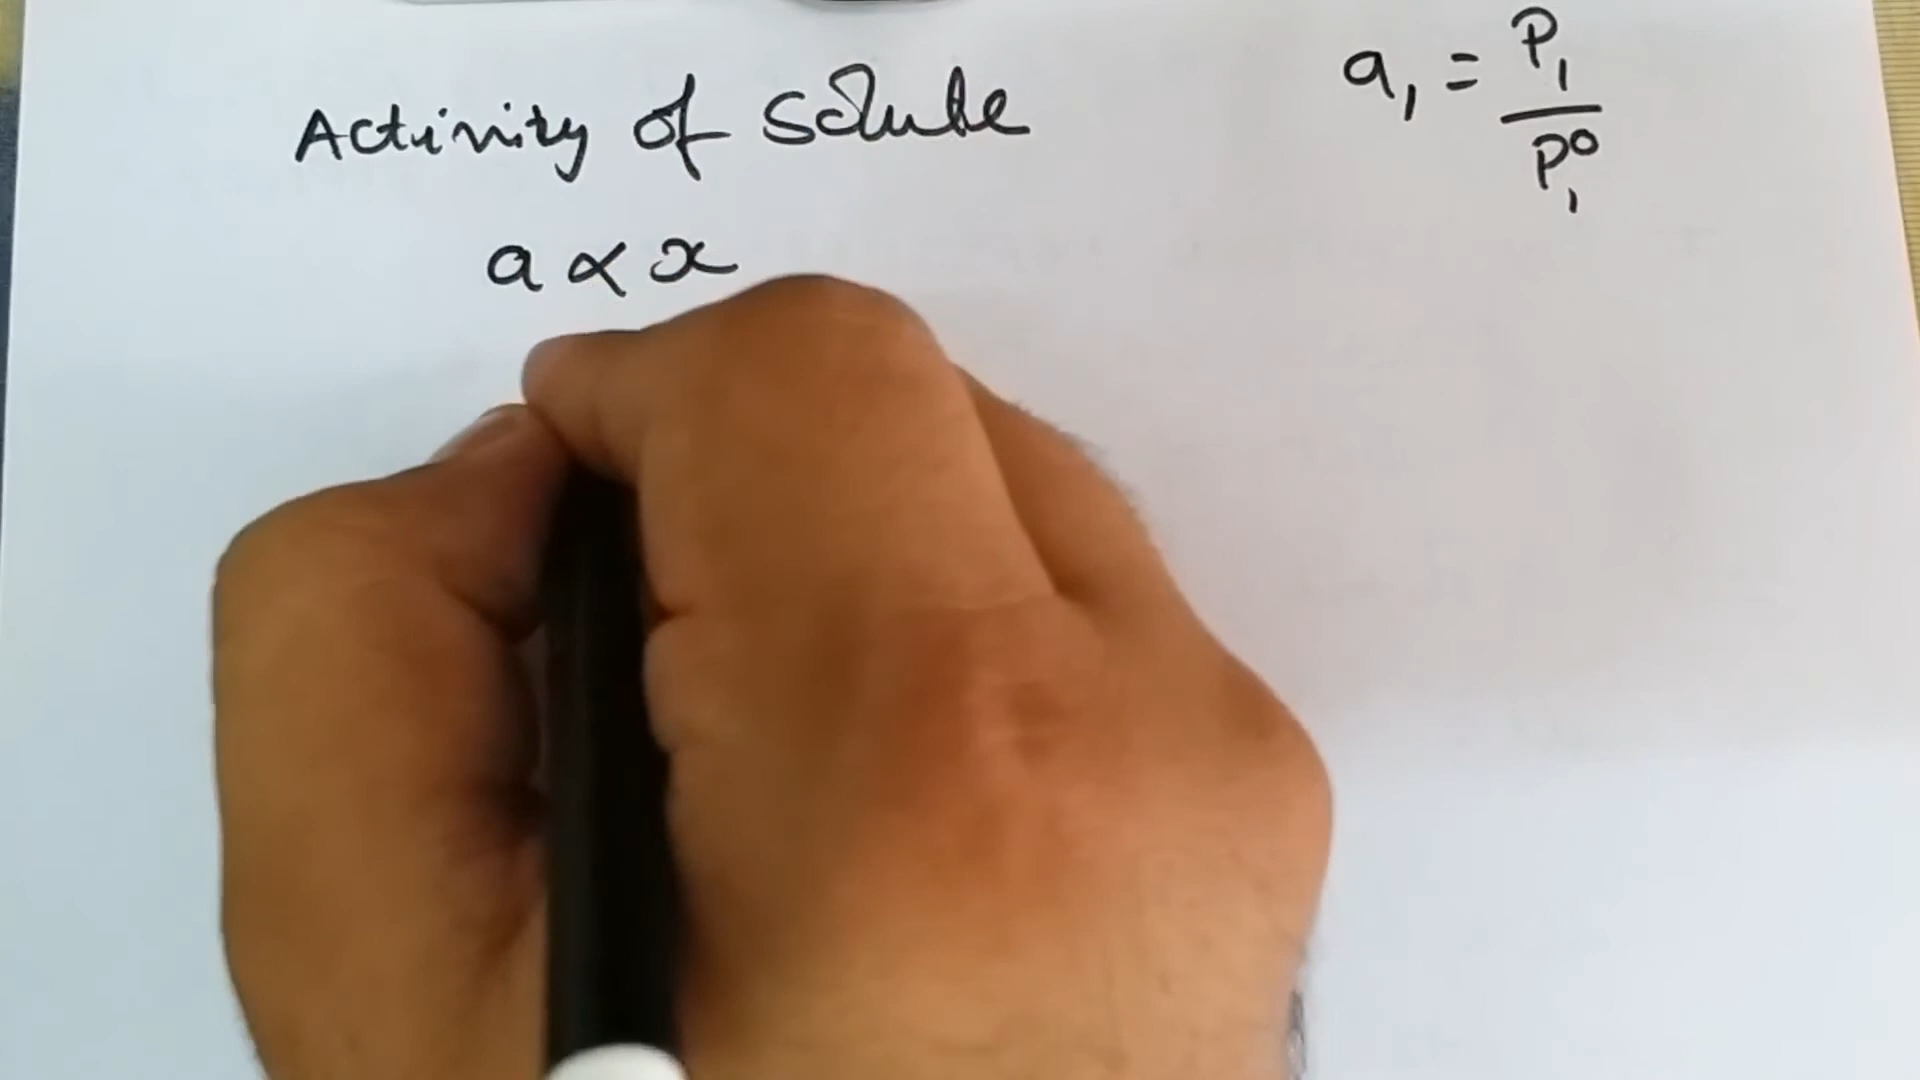 Activity of solute
a ∝ x
a₁ = P₁ / P₁⁰